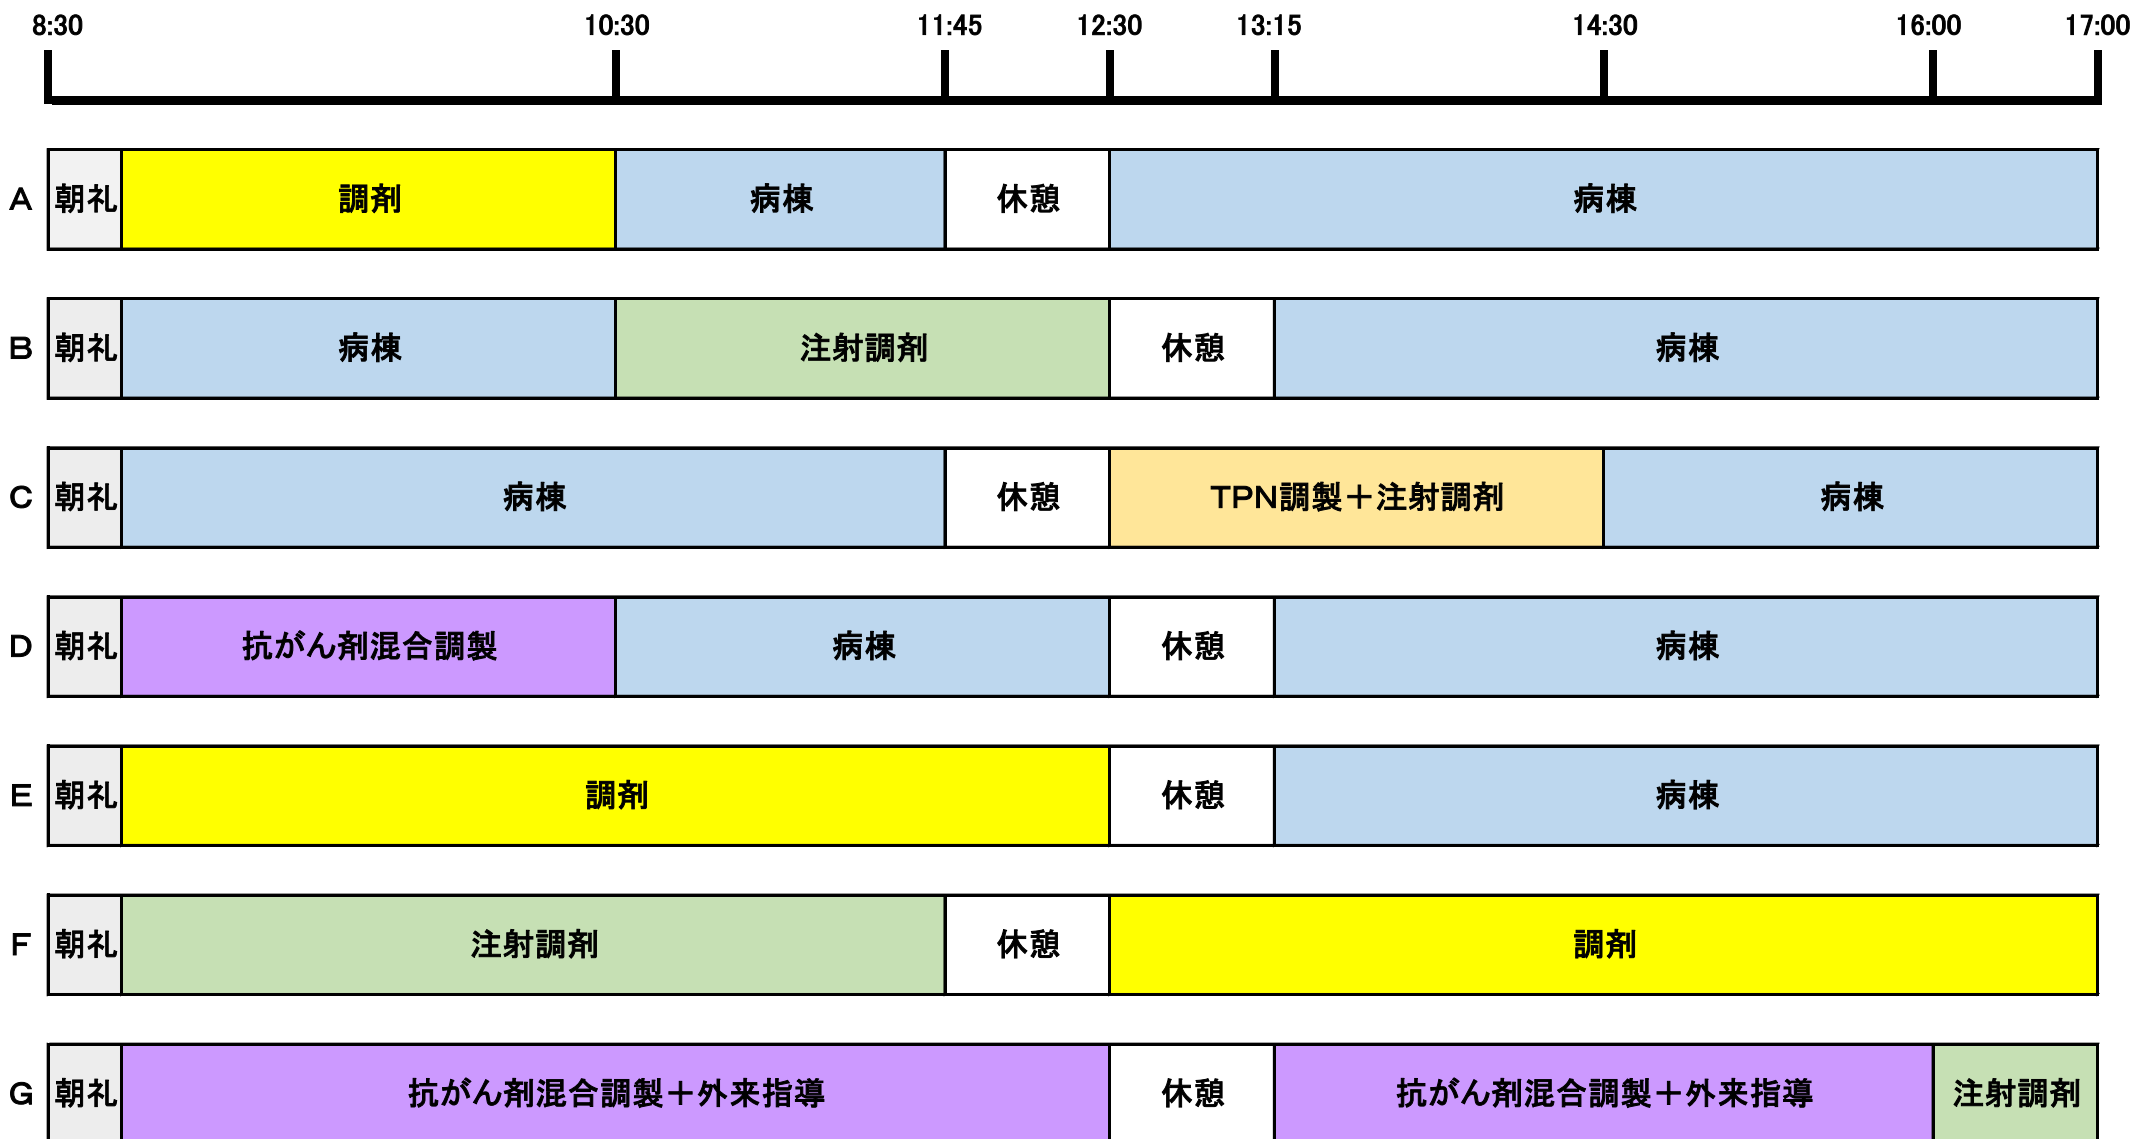 8:30 10:30 11:45 12:30 13:15 14:30 16:00 17:00
A 朝礼 調剤 病棟 休憩 病棟
B 朝礼 病棟 注射調剤 休憩 病棟
C 朝礼 病棟 休憩 TPN調製＋注射調剤 病棟
D 朝礼 抗がん剤混合調製 病棟 休憩 病棟
E 朝礼 調剤 休憩 病棟
F 朝礼 注射調剤 休憩 調剤
G 朝礼 抗がん剤混合調製＋外来指導 休憩 抗がん剤混合調製＋外来指導 注射調剤